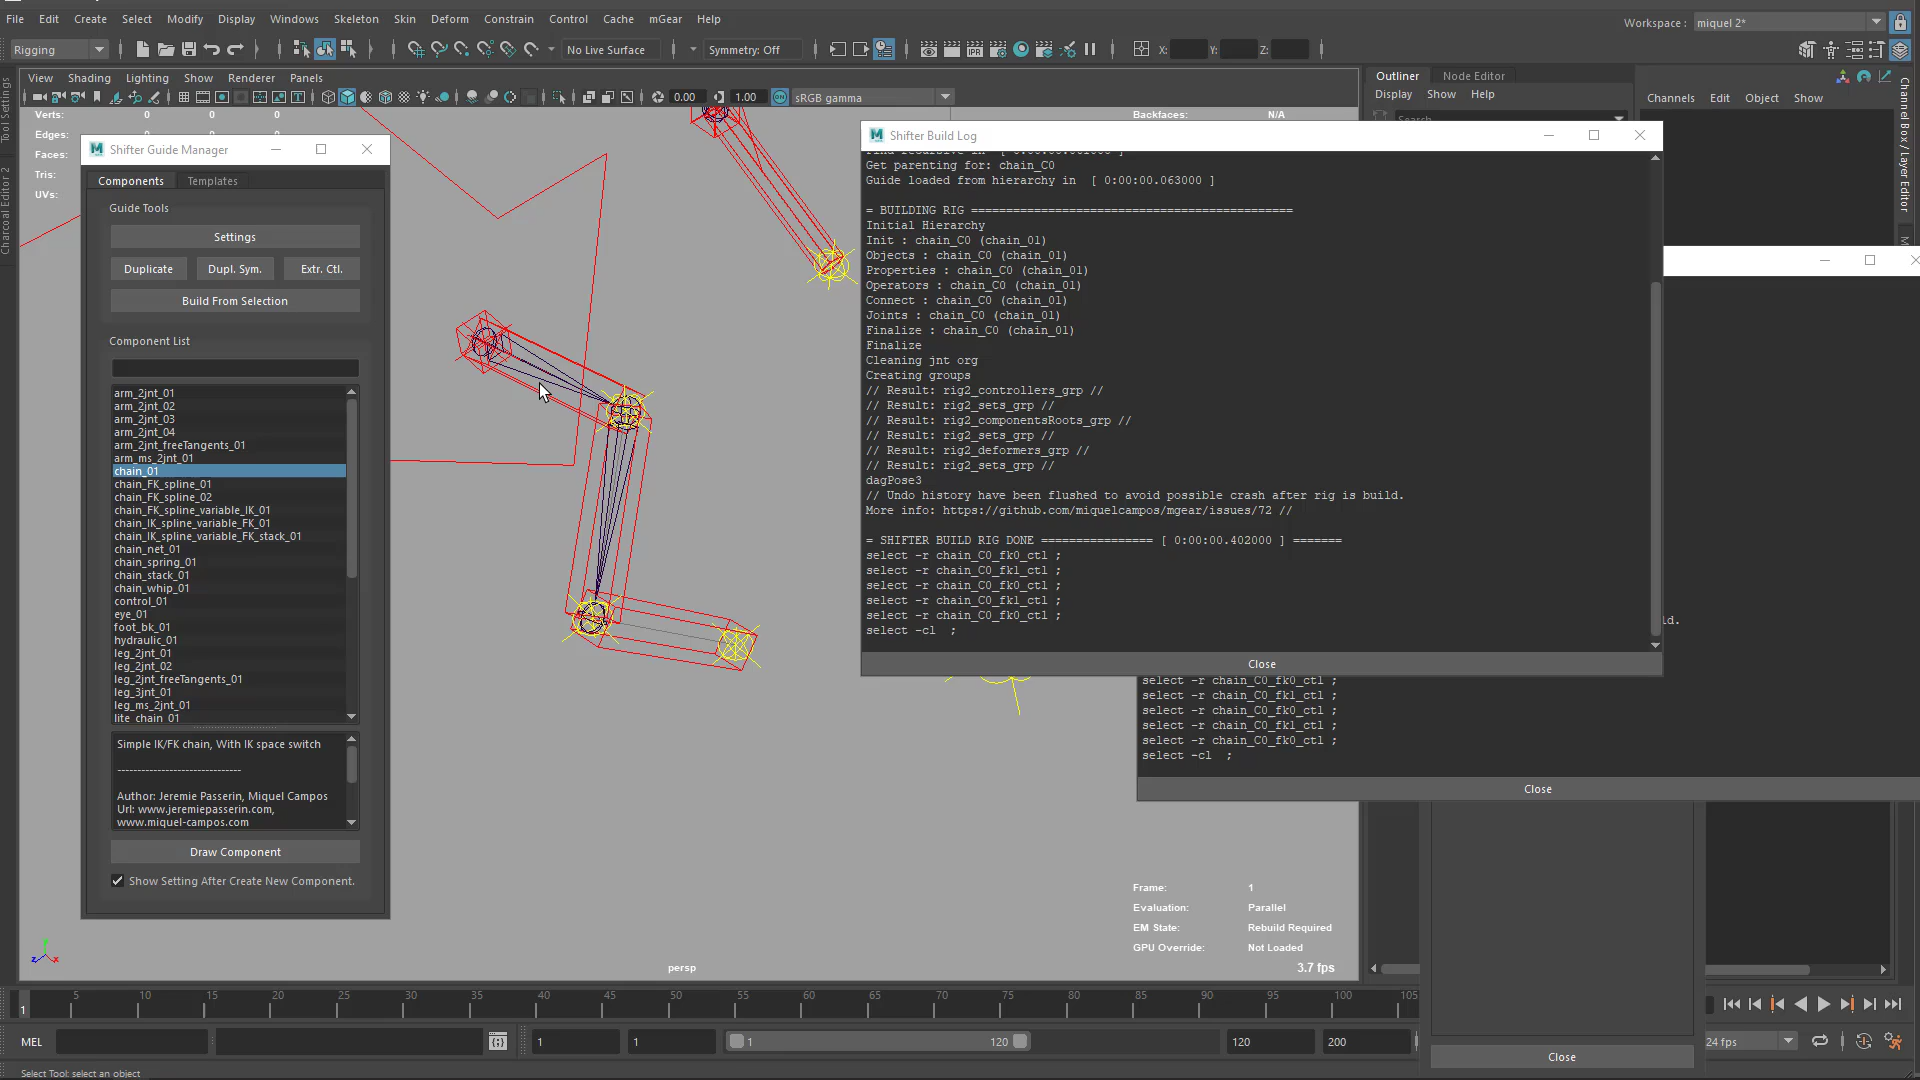 File Edit Create Select Modify Display Windows Skeleton Skin Deform Constrain Control Cache mGear Help
Workspace : miquel 2*
Rigging
No Live Surface
Symmetry: Off
X: Y: Z:
View Shading Lighting Show Renderer Panels
0.00 1.00 sRGB gamma
Outliner Node Editor
Display Show Help
Channels Edit Object Show
Tool Settings
Charcoal Editor 2
Channel Box / Layer Editor
Verts: 0 0 0
Edges:
Faces:
Tris:
UVs:
Backfaces: N/A
Shifter Guide Manager
Components Templates
Guide Tools
Settings
Duplicate Dupl. Sym. Extr. Ctl.
Build From Selection
Component List
arm_2jnt_01
arm_2jnt_02
arm_2jnt_03
arm_2jnt_04
arm_2jnt_freeTangents_01
arm_ms_2jnt_01
chain_01
chain_FK_spline_01
chain_FK_spline_02
chain_FK_spline_variable_IK_01
chain_IK_spline_variable_FK_01
chain_IK_spline_variable_FK_stack_01
chain_net_01
chain_spring_01
chain_stack_01
chain_whip_01
control_01
eye_01
foot_bk_01
hydraulic_01
leg_2jnt_01
leg_2jnt_02
leg_2jnt_freeTangents_01
leg_3jnt_01
leg_ms_2jnt_01
lite_chain_01
Simple IK/FK chain, With IK space switch
-------------------------------
Author: Jeremie Passerin, Miquel Campos
Url: www.jeremiepasserin.com,
www.miquel-campos.com
Draw Component
Show Setting After Create New Component.
Shifter Build Log
Get parenting for: chain_C0
Guide loaded from hierarchy in [ 0:00:00.063000 ]
= BUILDING RIG ==============================================
Initial Hierarchy
Init : chain_C0 (chain_01)
Objects : chain_C0 (chain_01)
Properties : chain_C0 (chain_01)
Operators : chain_C0 (chain_01)
Connect : chain_C0 (chain_01)
Joints : chain_C0 (chain_01)
Finalize : chain_C0 (chain_01)
Finalize
Cleaning jnt org
Creating groups
// Result: rig2_controllers_grp //
// Result: rig2_sets_grp //
// Result: rig2_componentsRoots_grp //
// Result: rig2_sets_grp //
// Result: rig2_deformers_grp //
// Result: rig2_sets_grp //
dagPose3
// Undo history have been flushed to avoid possible crash after rig is build.
More info: https://github.com/miquelcampos/mgear/issues/72 //
= SHIFTER BUILD RIG DONE ================ [ 0:00:00.402000 ] =======
select -r chain_C0_fk0_ctl ;
select -r chain_C0_fk1_ctl ;
select -r chain_C0_fk0_ctl ;
select -r chain_C0_fk1_ctl ;
select -r chain_C0_fk0_ctl ;
select -cl ;
Close
ld.
select -r chain_C0_fk0_ctl ;
select -r chain_C0_fk1_ctl ;
select -r chain_C0_fk0_ctl ;
select -r chain_C0_fk1_ctl ;
select -r chain_C0_fk0_ctl ;
select -cl ;
Close
Frame: 1
Evaluation: Parallel
EM State: Rebuild Required
GPU Override: Not Loaded
3.7 fps
persp
1 5 10 15 20 25 30 35 40 45 50 55 60 65 70 75 80 85 90 95 100 105
MEL
1 1 1 120 120 200
24 fps
Close
Select Tool: select an object